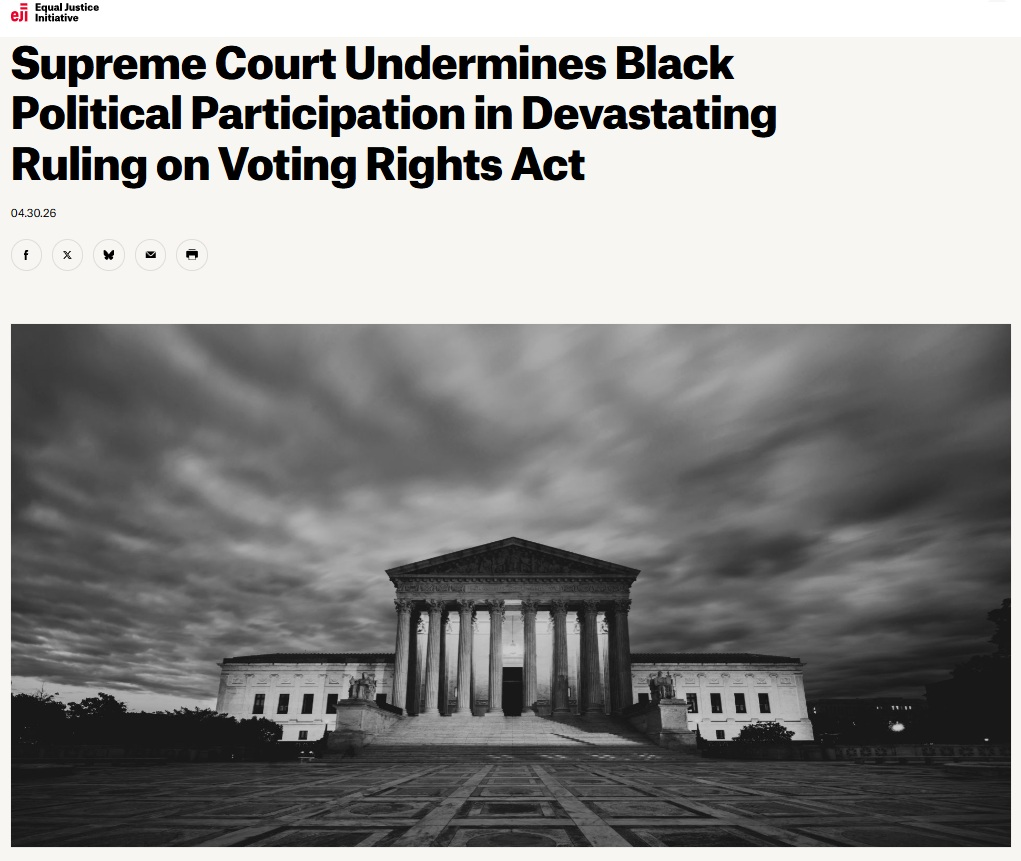 eji Equal Justice
Initiative
Supreme Court Undermines Black
Political Participation in Devastating
Ruling on Voting Rights Act
04.30.26